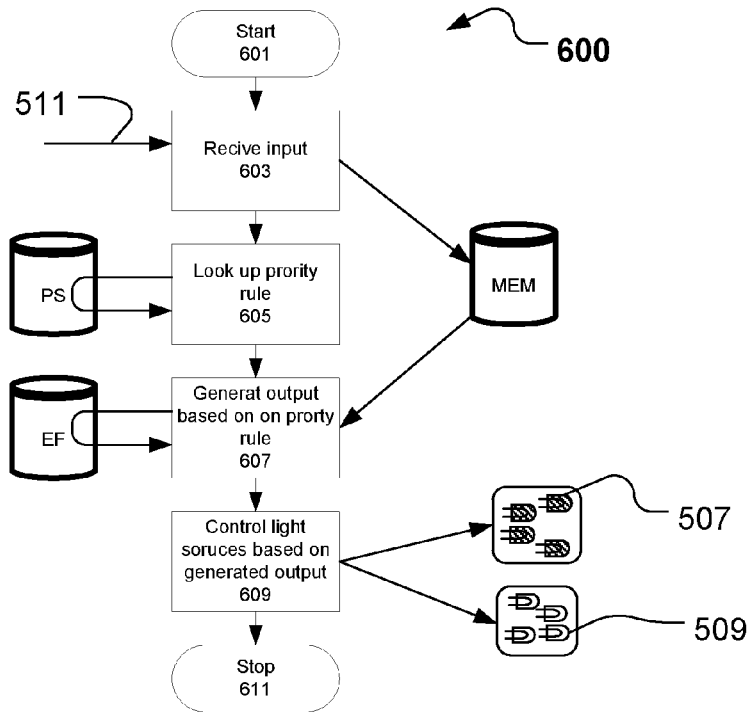 Start
601
600
511
Recive input
603
PS
Look up prority
rule
605
MEM
EF
Generat output
based on on prorty
rule
607
Control light
soruces based on
generated output
609
507
509
Stop
611